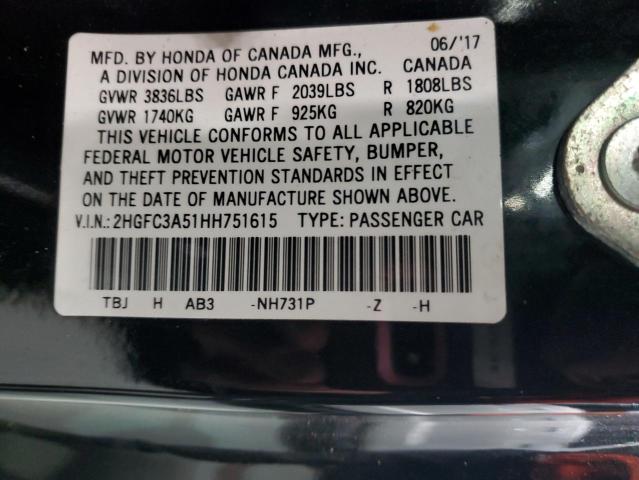 MFD. BY HONDA OF CANADA MFG., 06/'17
A DIVISION OF HONDA CANADA INC. CANADA
GVWR 3836LBS GAWR F 2039LBS R 1808LBS
GVWR 1740KG GAWR F 925KG R 820KG
THIS VEHICLE CONFORMS TO ALL APPLICABLE
FEDERAL MOTOR VEHICLE SAFETY, BUMPER,
AND THEFT PREVENTION STANDARDS IN EFFECT
ON THE DATE OF MANUFACTURE SHOWN ABOVE.
V.I.N.: 2HGFC3A51HH751615 TYPE: PASSENGER CAR
TBJ H AB3 -NH731P -Z -H